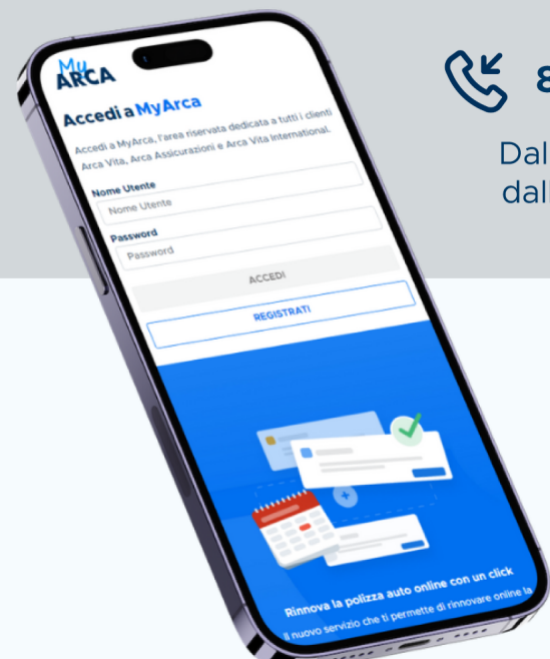 My
ARCA
Accedi a MyArca
Accedi a MyArca, l'area riservata dedicata a tutti i clienti
Arca Vita, Arca Assicurazioni e Arca Vita International.
Nome Utente
Nome Utente
Password
Password
ACCEDI
REGISTRATI
Rinnova la polizza auto online con un click
Il nuovo servizio che ti permette di rinnovare online la
8
Dal
dall